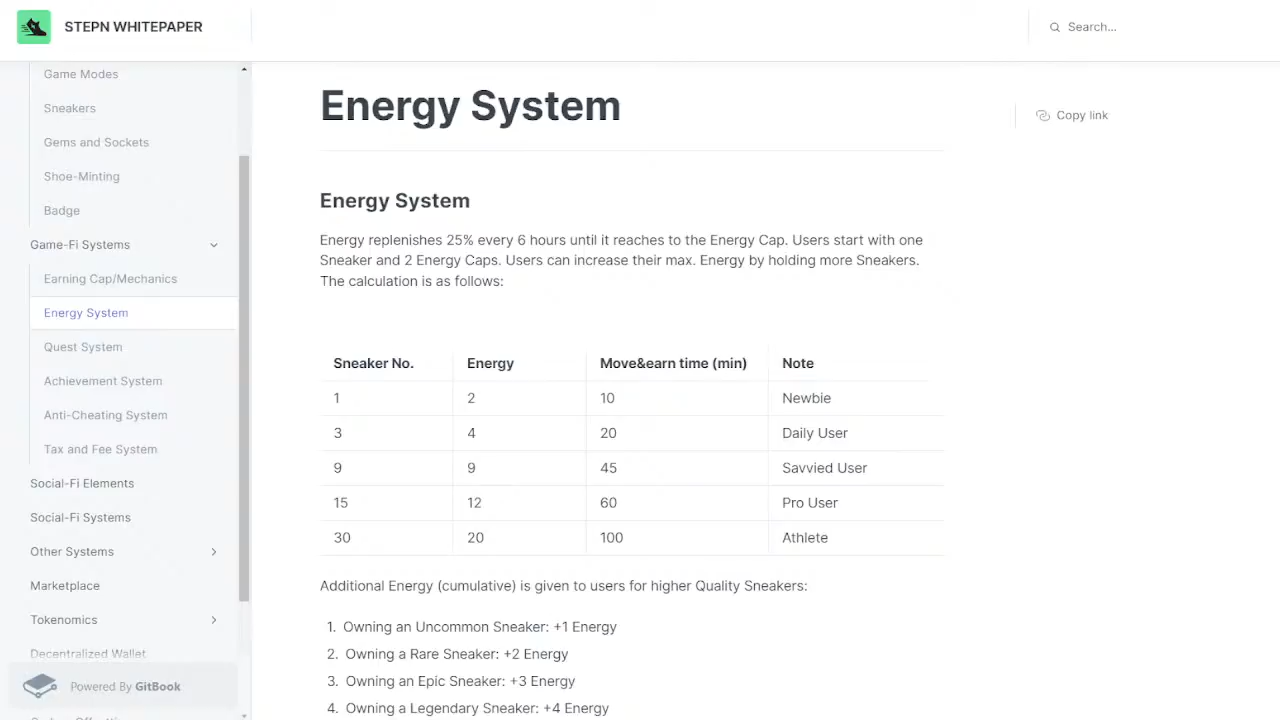 STEPN WHITEPAPER
Search...
Game Modes
Sneakers
Gems and Sockets
Shoe-Minting
Badge
Game-Fi Systems
Earning Cap/Mechanics
Energy System
Quest System
Achievement System
Anti-Cheating System
Tax and Fee System
Social-Fi Elements
Social-Fi Systems
Other Systems
Marketplace
Tokenomics
Decentralized Wallet
Powered By GitBook
Energy System
Copy link
Energy System
Energy replenishes 25% every 6 hours until it reaches to the Energy Cap. Users start with one
Sneaker and 2 Energy Caps. Users can increase their max. Energy by holding more Sneakers.
The calculation is as follows:
Sneaker No. Energy Move&earn time (min) Note
1 2 10 Newbie
3 4 20 Daily User
9 9 45 Savvied User
15 12 60 Pro User
30 20 100 Athlete
Additional Energy (cumulative) is given to users for higher Quality Sneakers:
1. Owning an Uncommon Sneaker: +1 Energy
2. Owning a Rare Sneaker: +2 Energy
3. Owning an Epic Sneaker: +3 Energy
4. Owning a Legendary Sneaker: +4 Energy